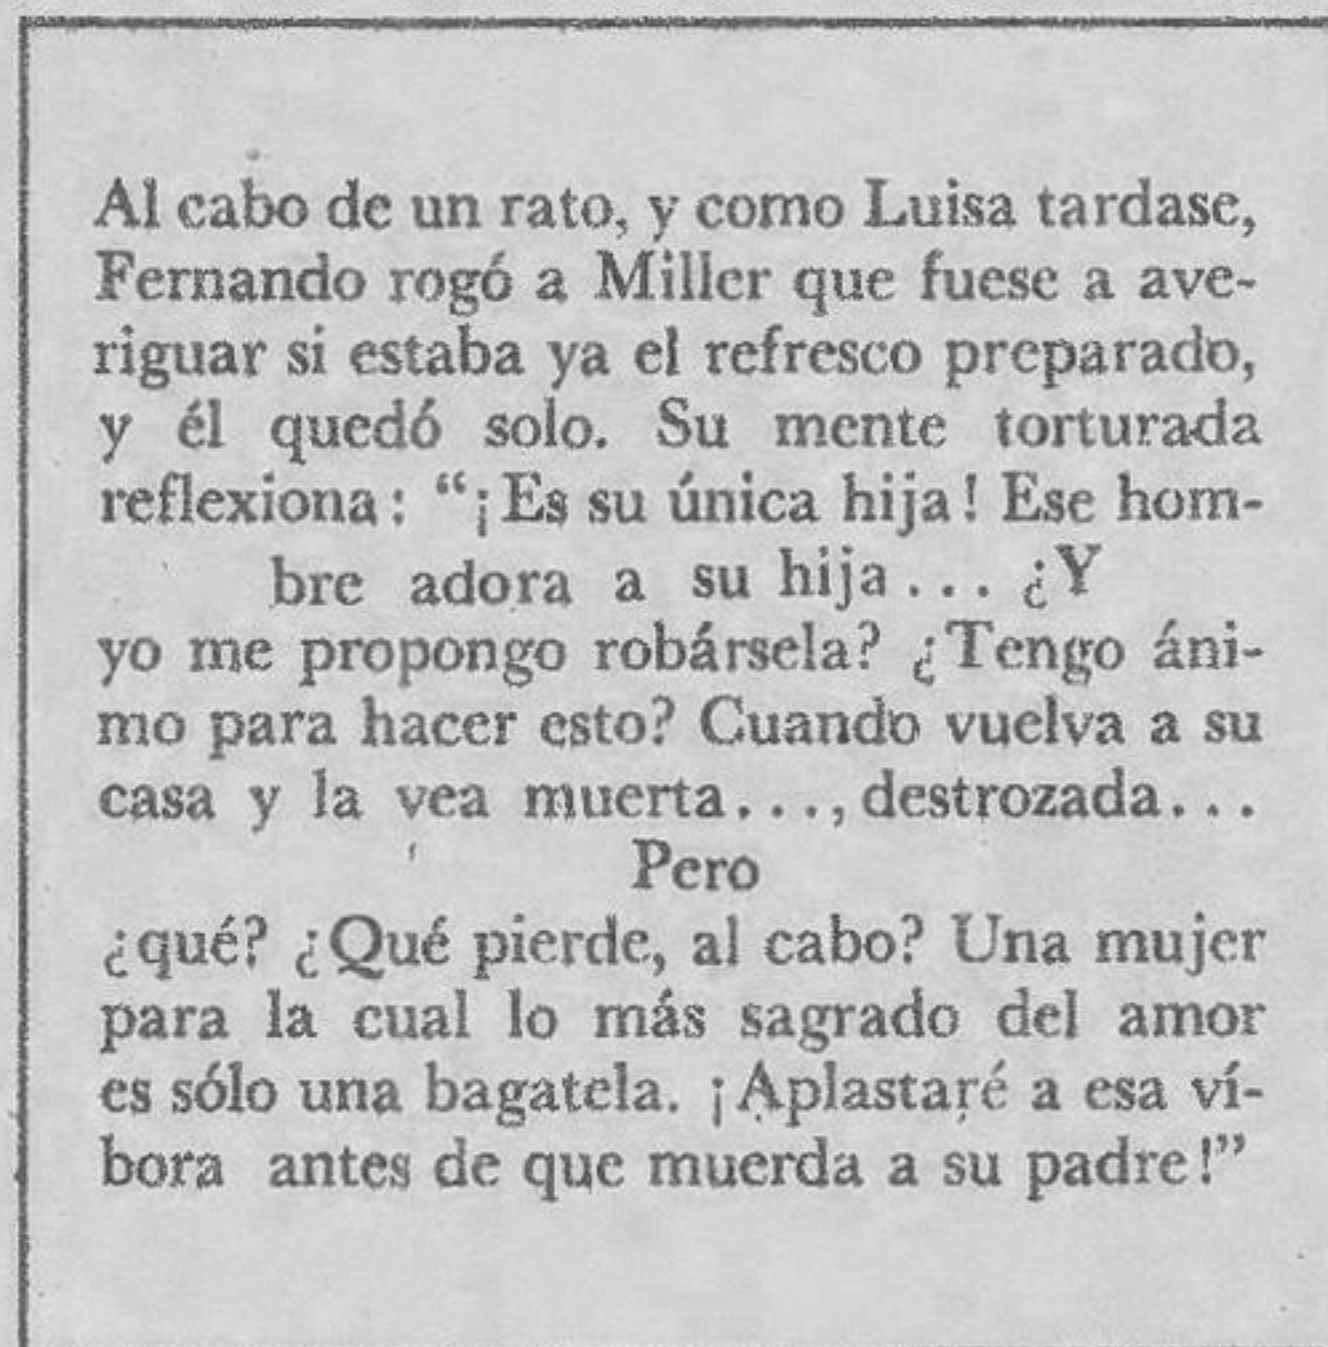 Al cabo de un rato, y como Luisa tardase,
Fernando rogó a Miller que fuese a ave-
riguar si estaba ya el refresco preparado,
y él quedó solo. Su mente torturada
reflexiona: “¡Es su única hija! Ese hom-
bre adora a su hija... ¿Y
yo me propongo robársela? ¿Tengo áni-
mo para hacer esto? Cuando vuelva a su
casa y la vea muerta..., destrozada...
Pero
¿qué? ¿Qué pierde, al cabo? Una mujer
para la cual lo más sagrado del amor
es sólo una bagatela. ¡Aplastaré a esa ví-
bora antes de que muerda a su padre!”